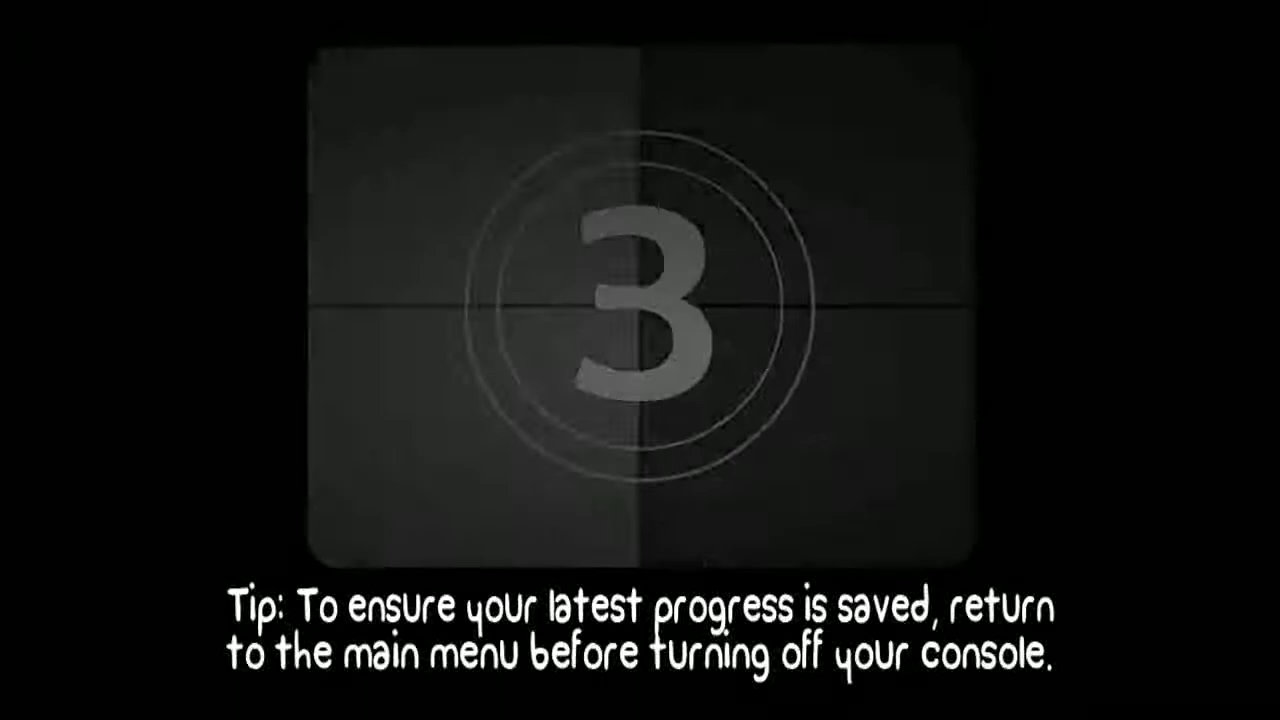 3
Tip: To ensure your latest progress is saved, return
to the main menu before turning off your console.